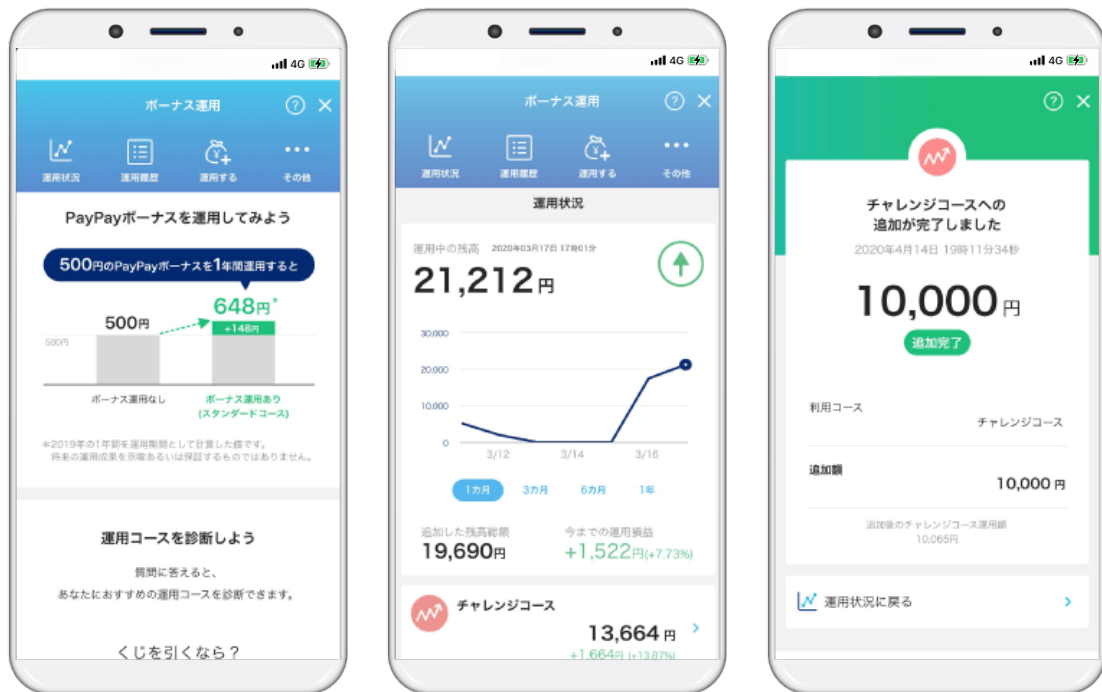 4G
ボーナス運用
?
運用状況
運用履歴
運用する
その他
PayPayボーナスを運用してみよう
500円のPayPayボーナスを1年間運用すると
648円*
500円
+148円
500円
ボーナス運用なし
ボーナス運用あり
(スタンダードコース)
*2019年の1年間を運用期間として計算した値です。
将来の運用成果を示唆あるいは保証するものではありません。
運用コースを診断しよう
質問に答えると、
あなたにおすすめの運用コースを診断できます。
くじを引くなら?
4G
ボーナス運用
?
運用状況
運用履歴
運用する
その他
運用状況
運用中の残高 2020年03月17日 17時01分
21,212円
30,000
20,000
10,000
0
3/12 3/14 3/16
1カ月 3カ月 6カ月 1年
追加した残高総額 今までの運用損益
19,690円 +1,522円(+7.73%)
チャレンジコース
13,664円
+1,664円 (+13.87%)
4G
?
チャレンジコースへの
追加が完了しました
2020年4月14日 19時11分34秒
10,000円
追加完了
利用コース
チャレンジコース
追加額
10,000 円
追加後のチャレンジコース運用額
10,065円
運用状況に戻る